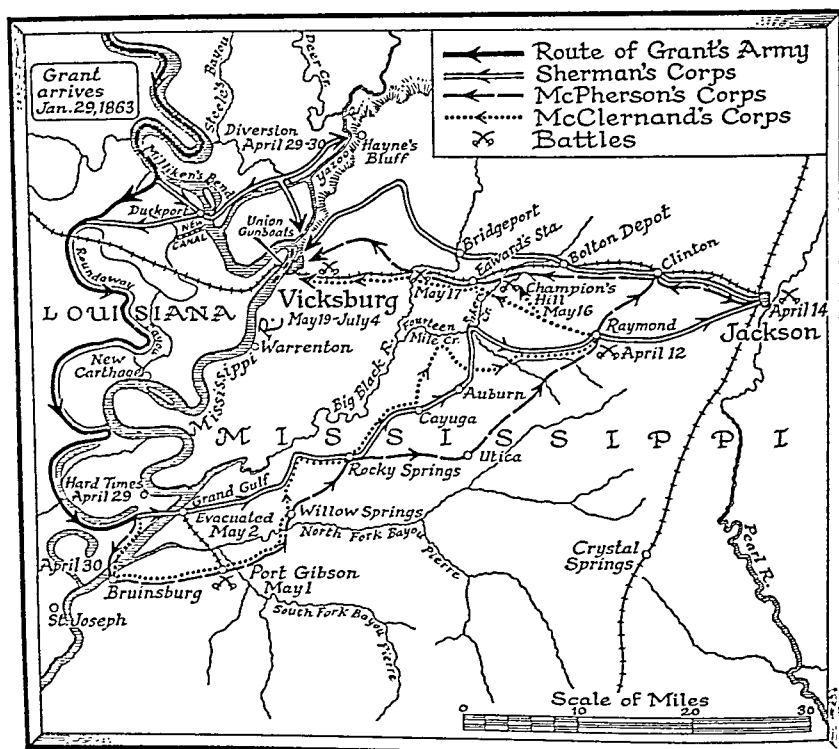 Grant
arrives
Jan. 29, 1863
Steele's Bayou
Deer Cr.
Route of Grant's Army
Sherman's Corps
McPherson's Corps
McClernand's Corps
Battles
Diversion
April 29-30
Hayne's
Bluff
Yazoo R.
Milliken's Bend
Duckport
NEW
CANAL
Union
Gunboats
Roundaway
Bayou
LOUISIANA
Vicksburg
May 19-July 4
Warrenton
Mississippi R.
New
Carthage
Bridgeport
Edward's Sta.
Bolton Depot
Clinton
May 17
Champion's
Hill
May 16
Baker's
Cr.
Fourteen
Mile Cr.
Raymond
April 12
April 14
Jackson
Big Black R.
Auburn
Cayuga
MISSISSIPPI
Utica
Rocky Springs
Hard Times
April 29
Grand Gulf
Evacuated
May 2
Willow Springs
North Fork Bayou
Pierre
April 30
Bruinsburg
Port Gibson
May 1
South Fork Bayou
Pierre
St. Joseph
Crystal
Springs
Pearl R.
Scale of Miles
0 10 20 30